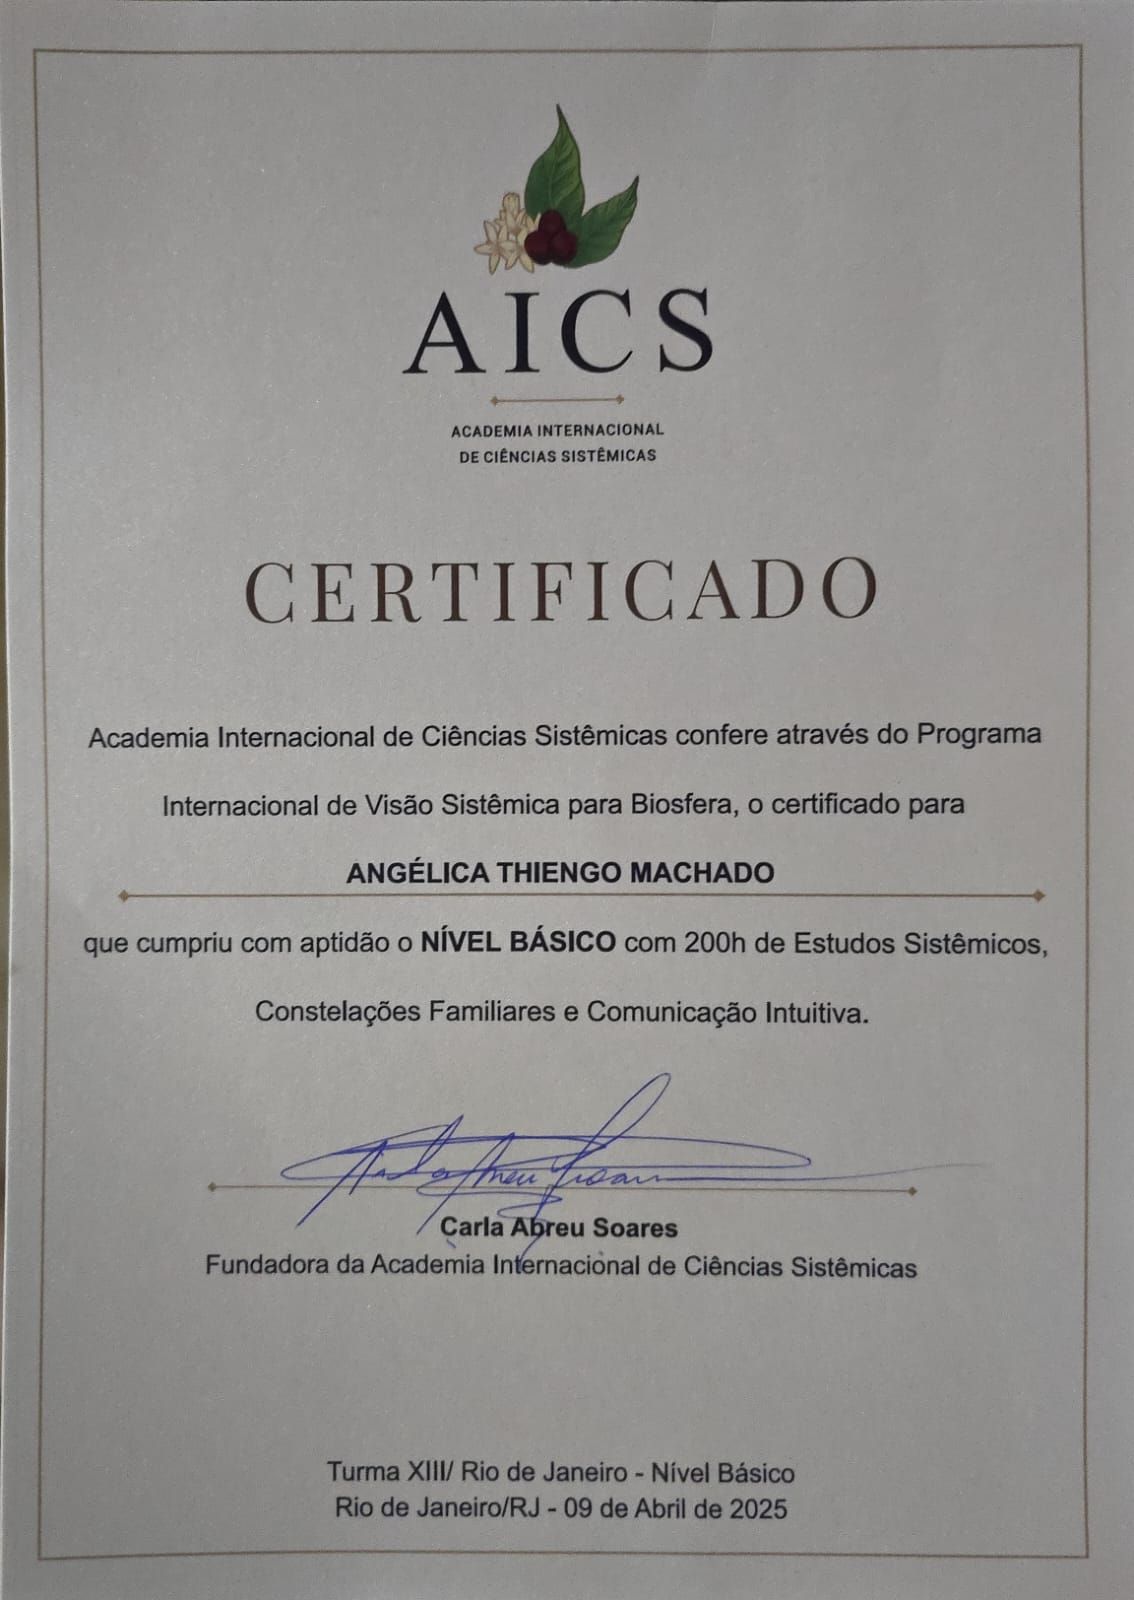 AICS
ACADEMIA INTERNACIONAL
DE CIÊNCIAS SISTÊMICAS
CERTIFICADO
Academia Internacional de Ciências Sistêmicas confere através do Programa
Internacional de Visão Sistêmica para Biosfera, o certificado para
ANGÉLICA THIENGO MACHADO
que cumpriu com aptidão o NÍVEL BÁSICO com 200h de Estudos Sistêmicos,
Constelações Familiares e Comunicação Intuitiva.
Carla Abreu Soares
Fundadora da Academia Internacional de Ciências Sistêmicas
Turma XIII/ Rio de Janeiro - Nível Básico
Rio de Janeiro/RJ - 09 de Abril de 2025